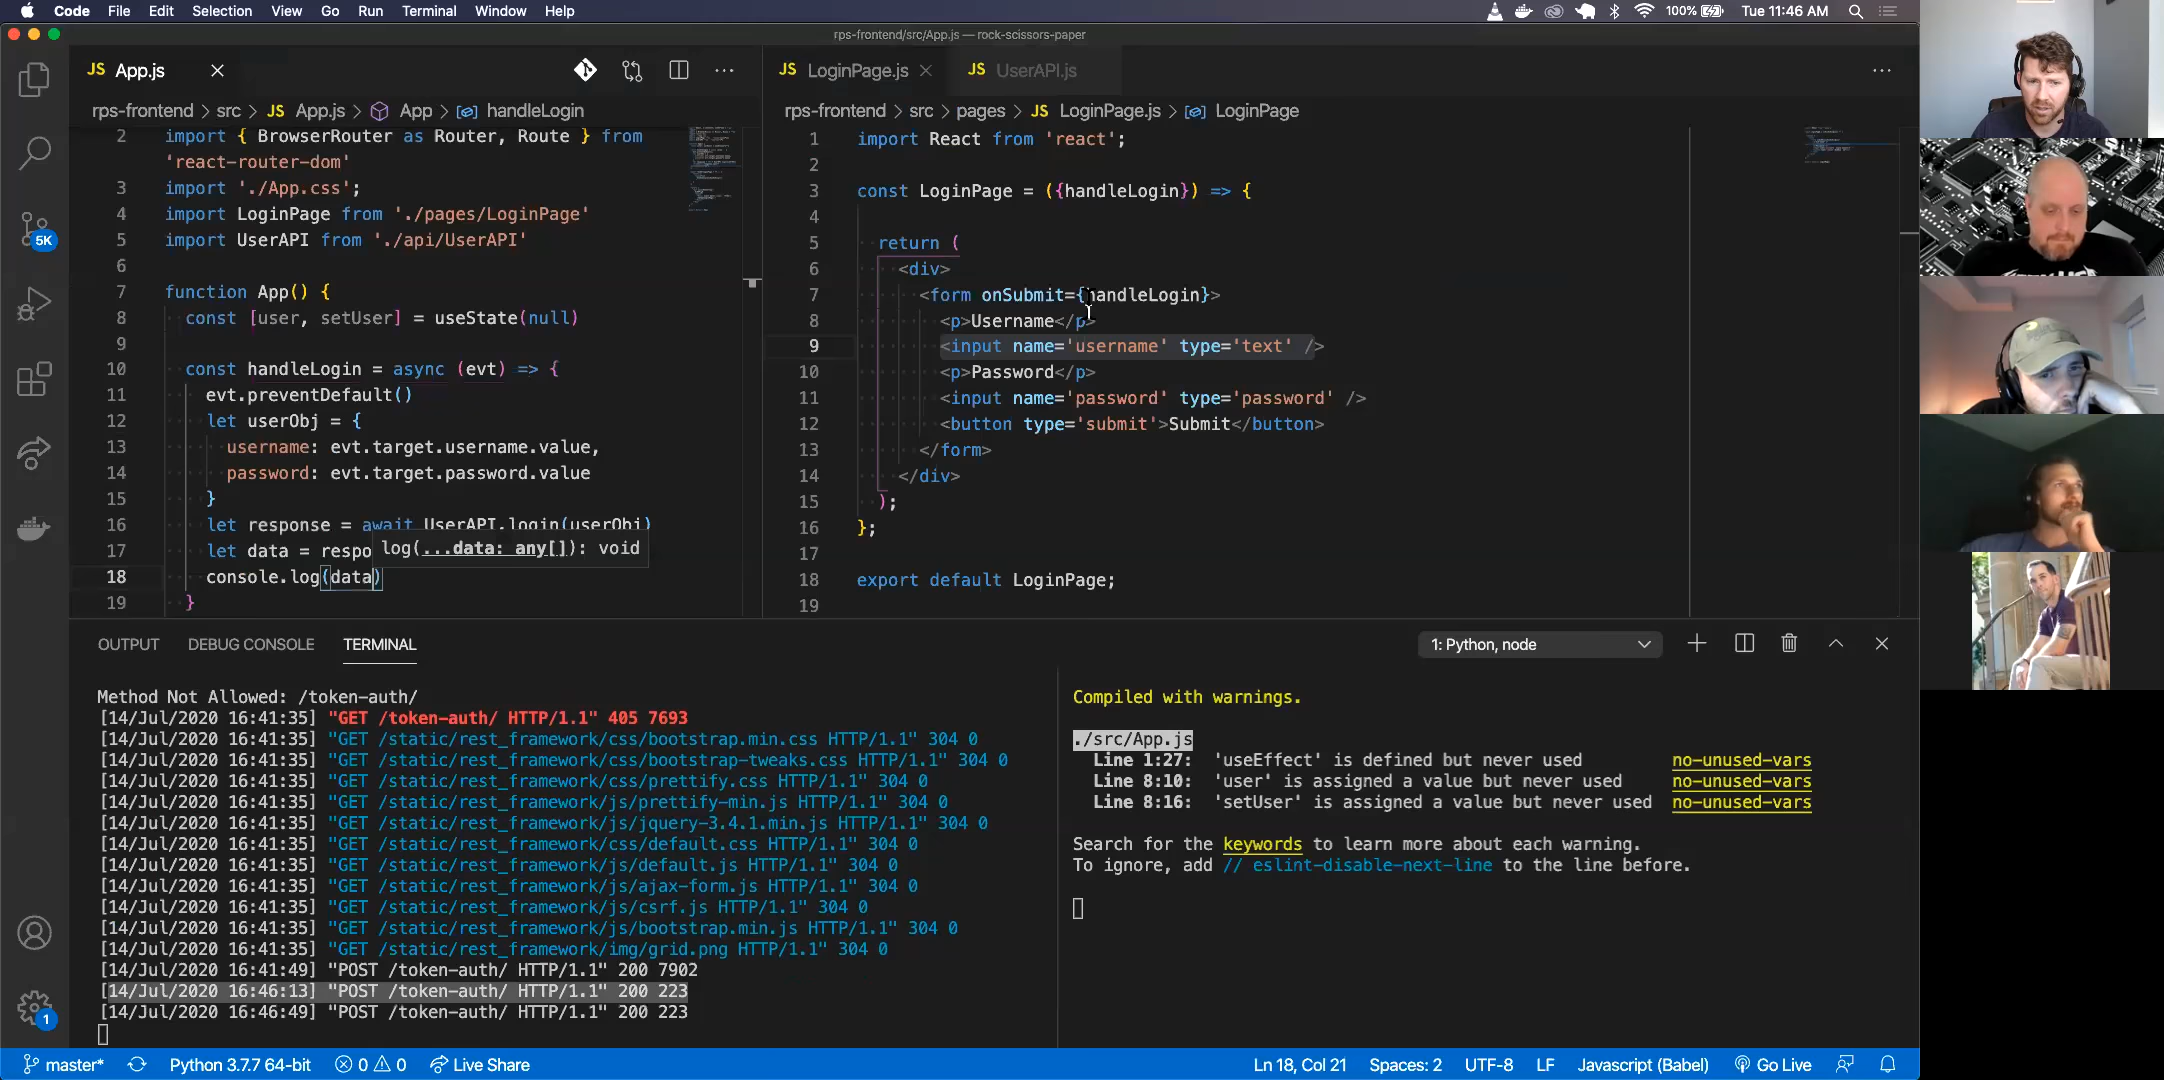 Code File Edit Selection View Go Run Terminal Window Help
100% Tue 11:46 AM
rps-frontend/src/App.js — rock-scissors-paper
JS App.js
rps-frontend > src > JS App.js > App > handleLogin
2 import { BrowserRouter as Router, Route } from
'react-router-dom'
3 import './App.css';
4 import LoginPage from './pages/LoginPage'
5 import UserAPI from './api/UserAPI'
6
7 function App() {
8 const [user, setUser] = useState(null)
9
10 const handleLogin = async (evt) => {
11 evt.preventDefault()
12 let userObj = {
13 username: evt.target.username.value,
14 password: evt.target.password.value
15 }
16 let response = await UserAPI.login(userObj)
17 let data = respo
log(...data: any[]): void
18 console.log(data)
19 }
JS LoginPage.js JS UserAPI.js
rps-frontend > src > pages > JS LoginPage.js > LoginPage
1 import React from 'react';
2
3 const LoginPage = ({handleLogin}) => {
4
5 return (
6 <div>
7 <form onSubmit={handleLogin}>
8 <p>Username</p>
9 <input name='username' type='text' />
10 <p>Password</p>
11 <input name='password' type='password' />
12 <button type='submit'>Submit</button>
13 </form>
14 </div>
15 );
16 };
17
18 export default LoginPage;
19
5K
1
OUTPUT DEBUG CONSOLE TERMINAL
1: Python, node
Method Not Allowed: /token-auth/
[14/Jul/2020 16:41:35] "GET /token-auth/ HTTP/1.1" 405 7693
[14/Jul/2020 16:41:35] "GET /static/rest_framework/css/bootstrap.min.css HTTP/1.1" 304 0
[14/Jul/2020 16:41:35] "GET /static/rest_framework/css/bootstrap-tweaks.css HTTP/1.1" 304 0
[14/Jul/2020 16:41:35] "GET /static/rest_framework/css/prettify.css HTTP/1.1" 304 0
[14/Jul/2020 16:41:35] "GET /static/rest_framework/js/prettify-min.js HTTP/1.1" 304 0
[14/Jul/2020 16:41:35] "GET /static/rest_framework/js/jquery-3.4.1.min.js HTTP/1.1" 304 0
[14/Jul/2020 16:41:35] "GET /static/rest_framework/css/default.css HTTP/1.1" 304 0
[14/Jul/2020 16:41:35] "GET /static/rest_framework/js/default.js HTTP/1.1" 304 0
[14/Jul/2020 16:41:35] "GET /static/rest_framework/js/ajax-form.js HTTP/1.1" 304 0
[14/Jul/2020 16:41:35] "GET /static/rest_framework/js/csrf.js HTTP/1.1" 304 0
[14/Jul/2020 16:41:35] "GET /static/rest_framework/js/bootstrap.min.js HTTP/1.1" 304 0
[14/Jul/2020 16:41:35] "GET /static/rest_framework/img/grid.png HTTP/1.1" 304 0
[14/Jul/2020 16:41:49] "POST /token-auth/ HTTP/1.1" 200 7902
[14/Jul/2020 16:46:13] "POST /token-auth/ HTTP/1.1" 200 223
[14/Jul/2020 16:46:49] "POST /token-auth/ HTTP/1.1" 200 223
Compiled with warnings.
./src/App.js
Line 1:27: 'useEffect' is defined but never used no-unused-vars
Line 8:10: 'user' is assigned a value but never used no-unused-vars
Line 8:16: 'setUser' is assigned a value but never used no-unused-vars
Search for the keywords to learn more about each warning.
To ignore, add // eslint-disable-next-line to the line before.
master* Python 3.7.7 64-bit 0 0 Live Share Ln 18, Col 21 Spaces: 2 UTF-8 LF Javascript (Babel) Go Live